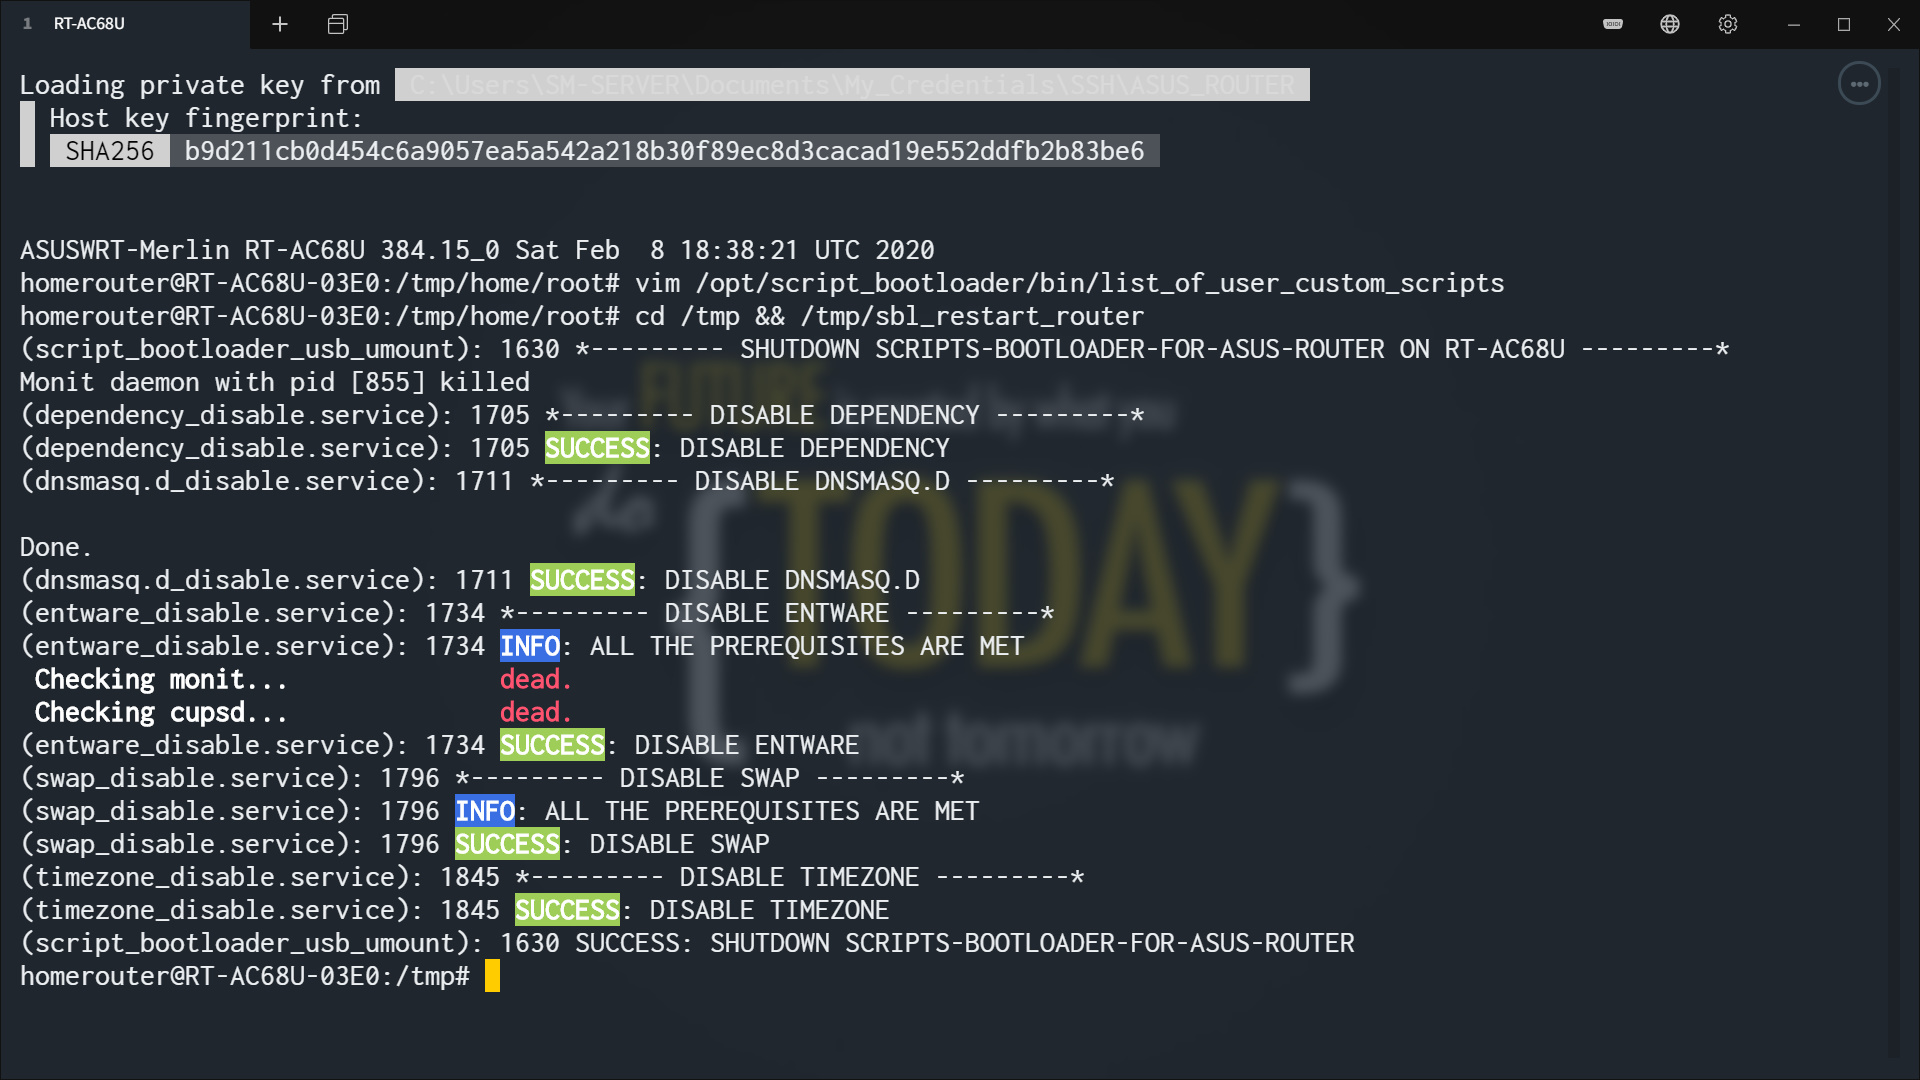 1 RT-AC68U
Loading private key from C:\Users\SM-SERVER\Documents\My_Credentials\SSH\ASUS_ROUTER
Host key fingerprint:
SHA256 b9d211cb0d454c6a9057ea5a542a218b30f89ec8d3cacad19e552ddfb2b83be6
ASUSWRT-Merlin RT-AC68U 384.15_0 Sat Feb  8 18:38:21 UTC 2020
homerouter@RT-AC68U-03E0:/tmp/home/root# vim /opt/script_bootloader/bin/list_of_user_custom_scripts
homerouter@RT-AC68U-03E0:/tmp/home/root# cd /tmp && /tmp/sbl_restart_router
(script_bootloader_usb_umount): 1630 *--------- SHUTDOWN SCRIPTS-BOOTLOADER-FOR-ASUS-ROUTER ON RT-AC68U ---------*
Monit daemon with pid [855] killed
(dependency_disable.service): 1705 *--------- DISABLE DEPENDENCY ---------*
(dependency_disable.service): 1705 SUCCESS: DISABLE DEPENDENCY
(dnsmasq.d_disable.service): 1711 *--------- DISABLE DNSMASQ.D ---------*
Done.
(dnsmasq.d_disable.service): 1711 SUCCESS: DISABLE DNSMASQ.D
(entware_disable.service): 1734 *--------- DISABLE ENTWARE ---------*
(entware_disable.service): 1734 INFO: ALL THE PREREQUISITES ARE MET
Checking monit...              dead.
Checking cupsd...              dead.
(entware_disable.service): 1734 SUCCESS: DISABLE ENTWARE
(swap_disable.service): 1796 *--------- DISABLE SWAP ---------*
(swap_disable.service): 1796 INFO: ALL THE PREREQUISITES ARE MET
(swap_disable.service): 1796 SUCCESS: DISABLE SWAP
(timezone_disable.service): 1845 *--------- DISABLE TIMEZONE ---------*
(timezone_disable.service): 1845 SUCCESS: DISABLE TIMEZONE
(script_bootloader_usb_umount): 1630 SUCCESS: SHUTDOWN SCRIPTS-BOOTLOADER-FOR-ASUS-ROUTER
homerouter@RT-AC68U-03E0:/tmp#
FUTURE
by what you
do {TODAY}
not tomorrow